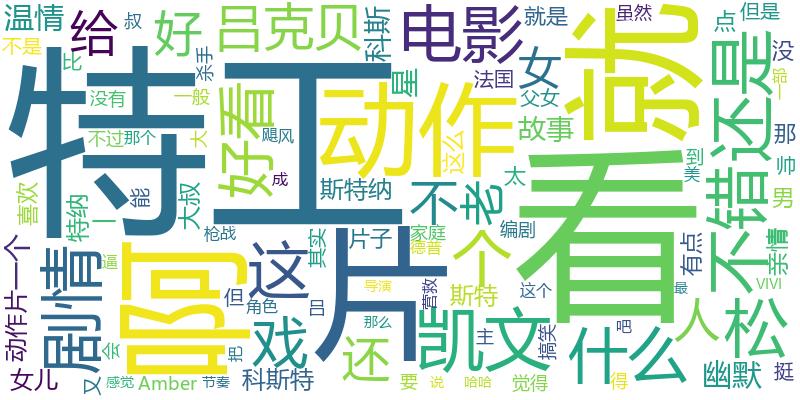 温情
叔
给
好
吕克贝
科斯
电影
就是
虽然
点
但是
不是
比
杀手
星
法国
女
就
没
特工
没有
一般
好看
动作
父女
这么
还是
部
一
不过
那个
大
飓风
故事
那
喜欢
能
成
斯特纳
不
老
太
到
美
帅
特纳
大叔
男
一
枪战
其实
片子
家庭
德普
编剧
看
不错
亲情
动作片
一个
剧情
逼
啊
这
片
个
导演
营救
斯特
这个
有点
最
VIVI
但
角色
吕
那么
凯文
主
搞笑
吧
人
松
女儿
又
会
感觉
Amber
节奏
把
戏
科斯特
还
要
说
哈哈
觉得
什么
得
幽默
挺